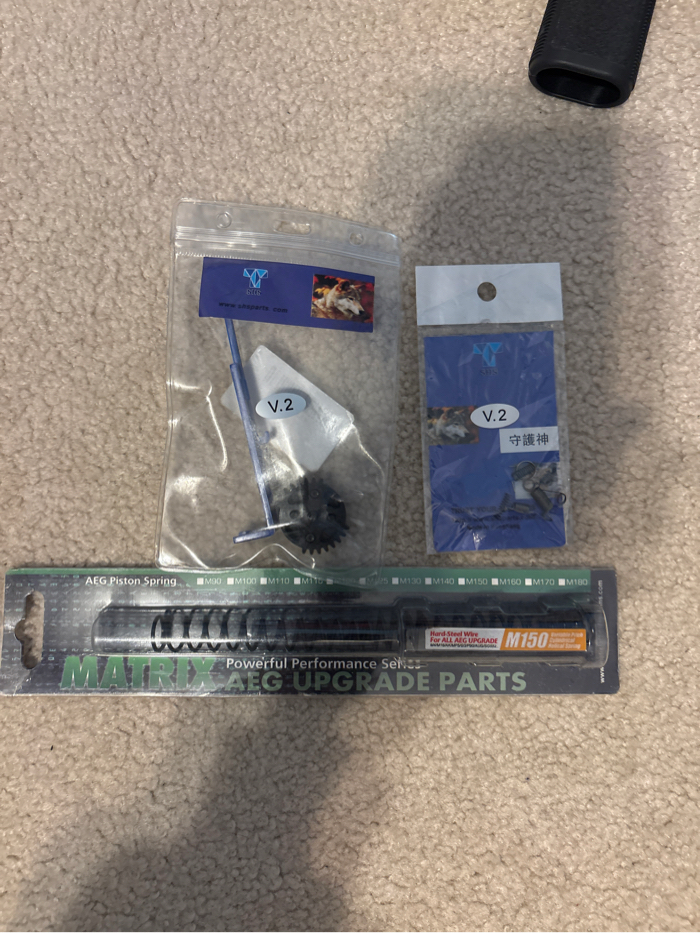 www.shsparts.com
V.2
V.2
守護神
AEG Piston Spring M90 M100 M110 M130 M140 M150 M160 M170 M180
Hard-Steel Wire
For ALL AEG UPGRADE
M150
MATRIX
Powerful Performance Series
AEG UPGRADE PARTS